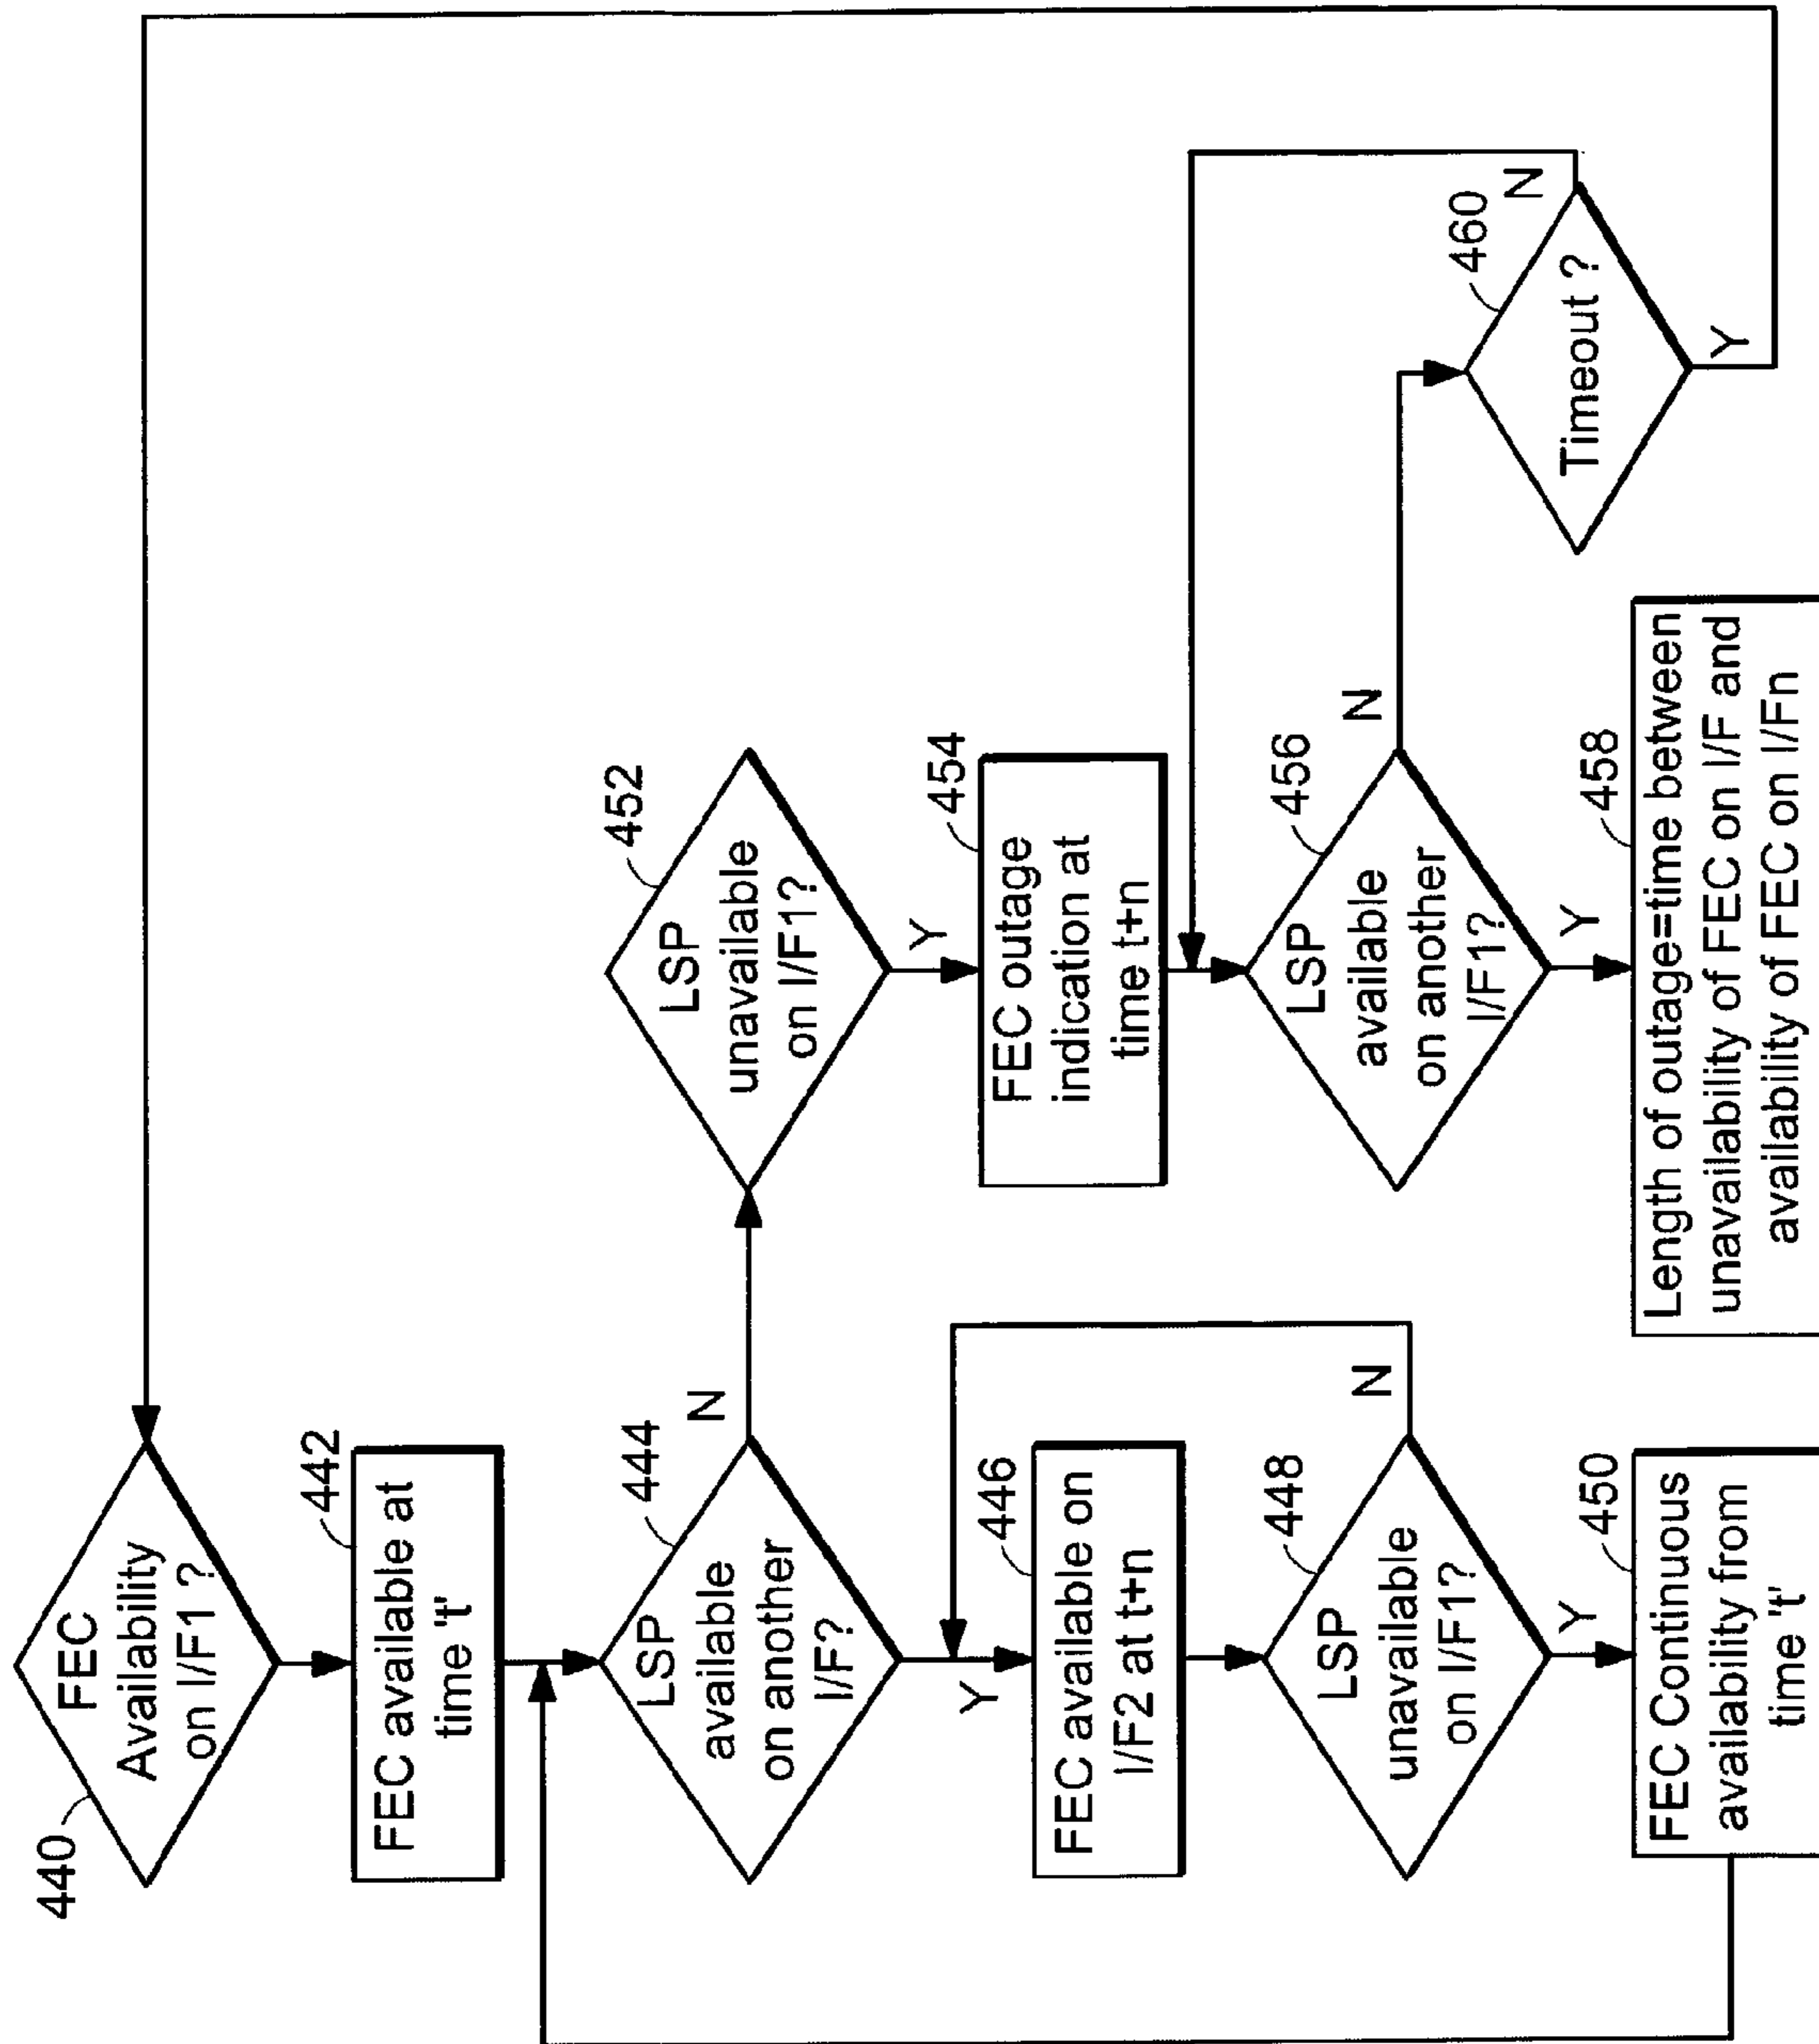 440
FEC
Availability
on I/F1 ?
442
FEC available at
time 't'
444
LSP
available
on another
I/F?
N
Y
446
FEC available on
I/F2 at t+n
448
LSP
unavailable
on I/F1?
N
Y
450
FEC Continuous
availability from
time 't'
452
LSP
unavailable
on I/F1?
Y
454
FEC outage
indication at
time t+n
456
LSP
available
on another
I/F1?
N
Y
458
Length of outage=time between
unavailability of FEC on I/F and
availability of FEC on I/Fn
460
Timeout ?
N
Y